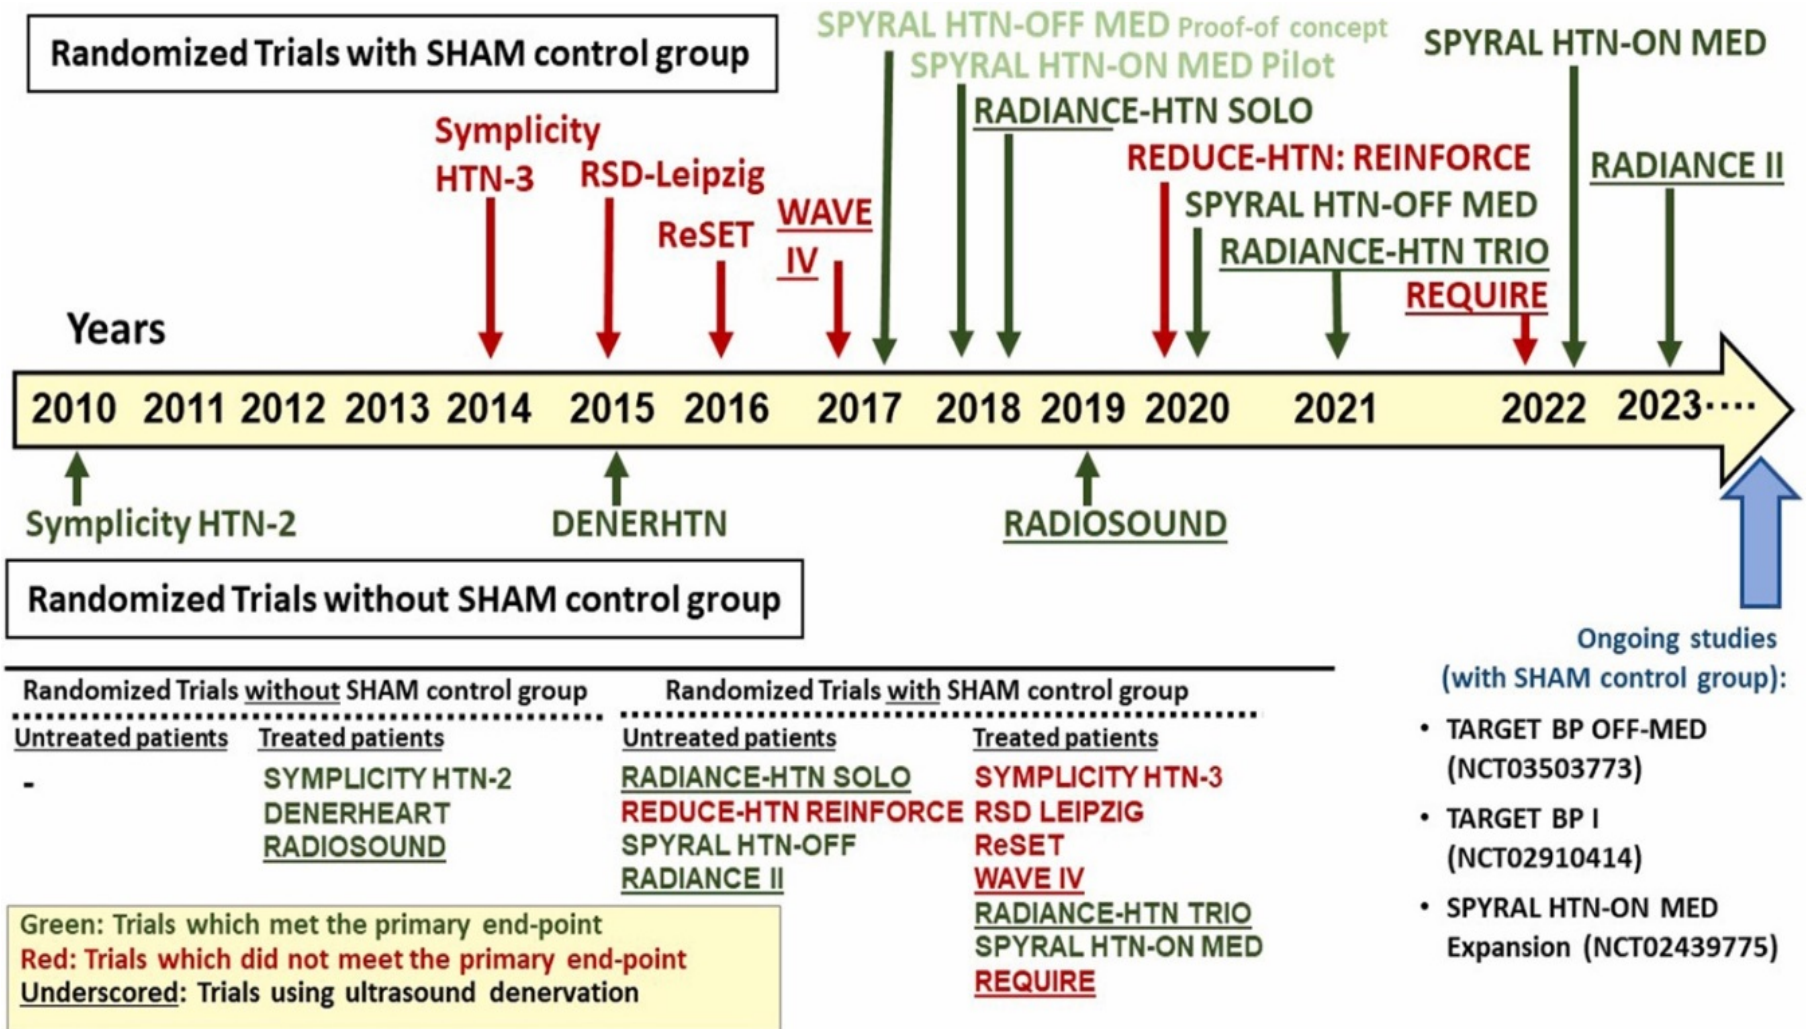 Randomized Trials with SHAM control group
SPYRAL HTN-OFF MED Proof-of concept
SPYRAL HTN-ON MED Pilot
SPYRAL HTN-ON MED
RADIANCE-HTN SOLO
Symplicity
HTN-3
RSD-Leipzig
REDUCE-HTN: REINFORCE
RADIANCE II
WAVE
IV
ReSET
SPYRAL HTN-OFF MED
RADIANCE-HTN TRIO
REQUIRE
Years
2010 2011 2012 2013 2014 2015 2016 2017 2018 2019 2020 2021 2022 2023····
Symplicity HTN-2
DENERHTN
RADIOSOUND
Randomized Trials without SHAM control group
Randomized Trials without SHAM control group
Untreated patients
-
Treated patients
SYMPLICITY HTN-2
DENERHEART
RADIOSOUND
Randomized Trials with SHAM control group
Untreated patients
RADIANCE-HTN SOLO
REDUCE-HTN REINFORCE
SPYRAL HTN-OFF
RADIANCE II
Treated patients
SYMPLICITY HTN-3
RSD LEIPZIG
ReSET
WAVE IV
RADIANCE-HTN TRIO
SPYRAL HTN-ON MED
REQUIRE
Green: Trials which met the primary end-point
Red: Trials which did not meet the primary end-point
Underscored: Trials using ultrasound denervation
Ongoing studies
(with SHAM control group):
• TARGET BP OFF-MED
(NCT03503773)
• TARGET BP I
(NCT02910414)
• SPYRAL HTN-ON MED
Expansion (NCT02439775)